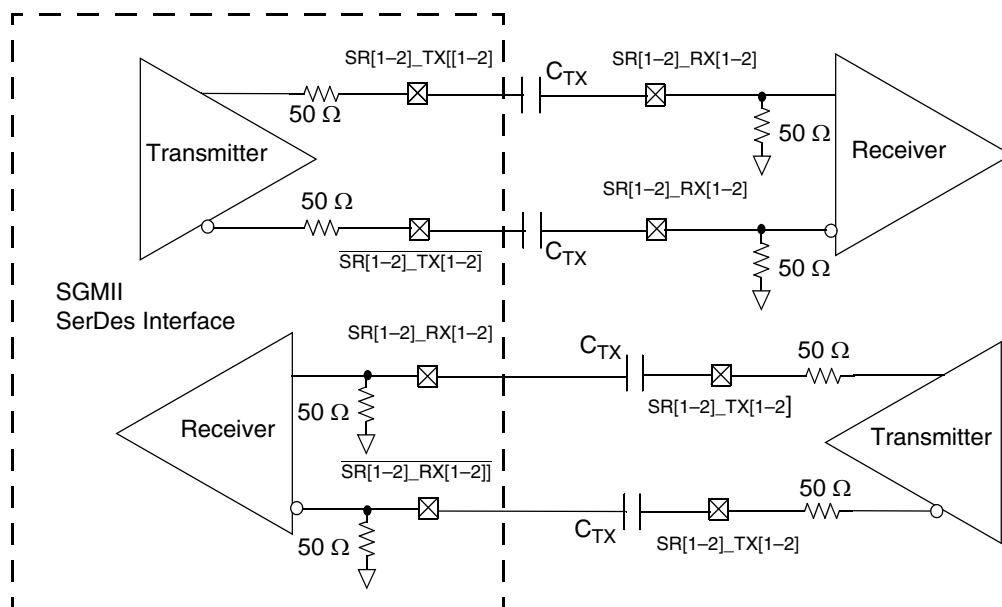 SR[1–2]_TX[[1–2]
C_TX
SR[1–2]_RX[1–2]
50 Ω
50 Ω
Transmitter
Receiver
SR[1–2]_RX[1–2]
50 Ω
SR[1–2]_TX[1–2]
C_TX
50 Ω
SGMII
SerDes Interface
SR[1–2]_RX[1–2]
C_TX
50 Ω
50 Ω
SR[1–2]_TX[1–2]
Receiver
Transmitter
SR[1–2]_RX[1–2]]
50 Ω
C_TX
50 Ω
SR[1–2]_TX[1–2]